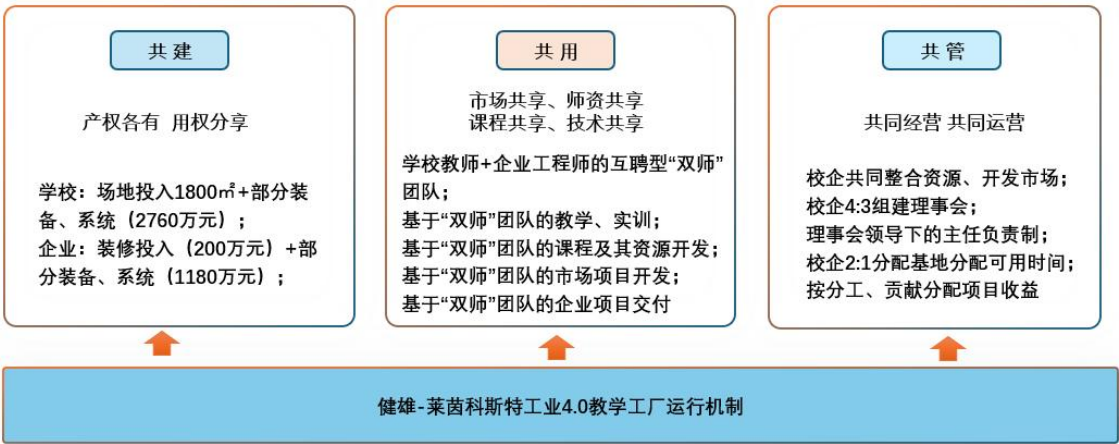 共 建
产权各有 用权分享
学校：场地投入1800㎡+部分装
备、系统（2760万元）；
企业：装修投入（200万元）+部
分装备、系统（1180万元）；
共 用
市场共享、师资共享
课程共享、技术共享
学校教师+企业工程师的互聘型“双师”
团队；
基于“双师”团队的教学、实训；
基于“双师”团队的课程及其资源开发；
基于“双师”团队的市场项目开发；
基于“双师”团队的企业项目交付
共 管
共同经营 共同运营
校企共同整合资源、开发市场；
校企4:3组建理事会；
理事会领导下的主任负责制；
校企2:1分配基地分配可用时间；
按分工、贡献分配项目收益
健雄-莱茵科斯特工业4.0教学工厂运行机制